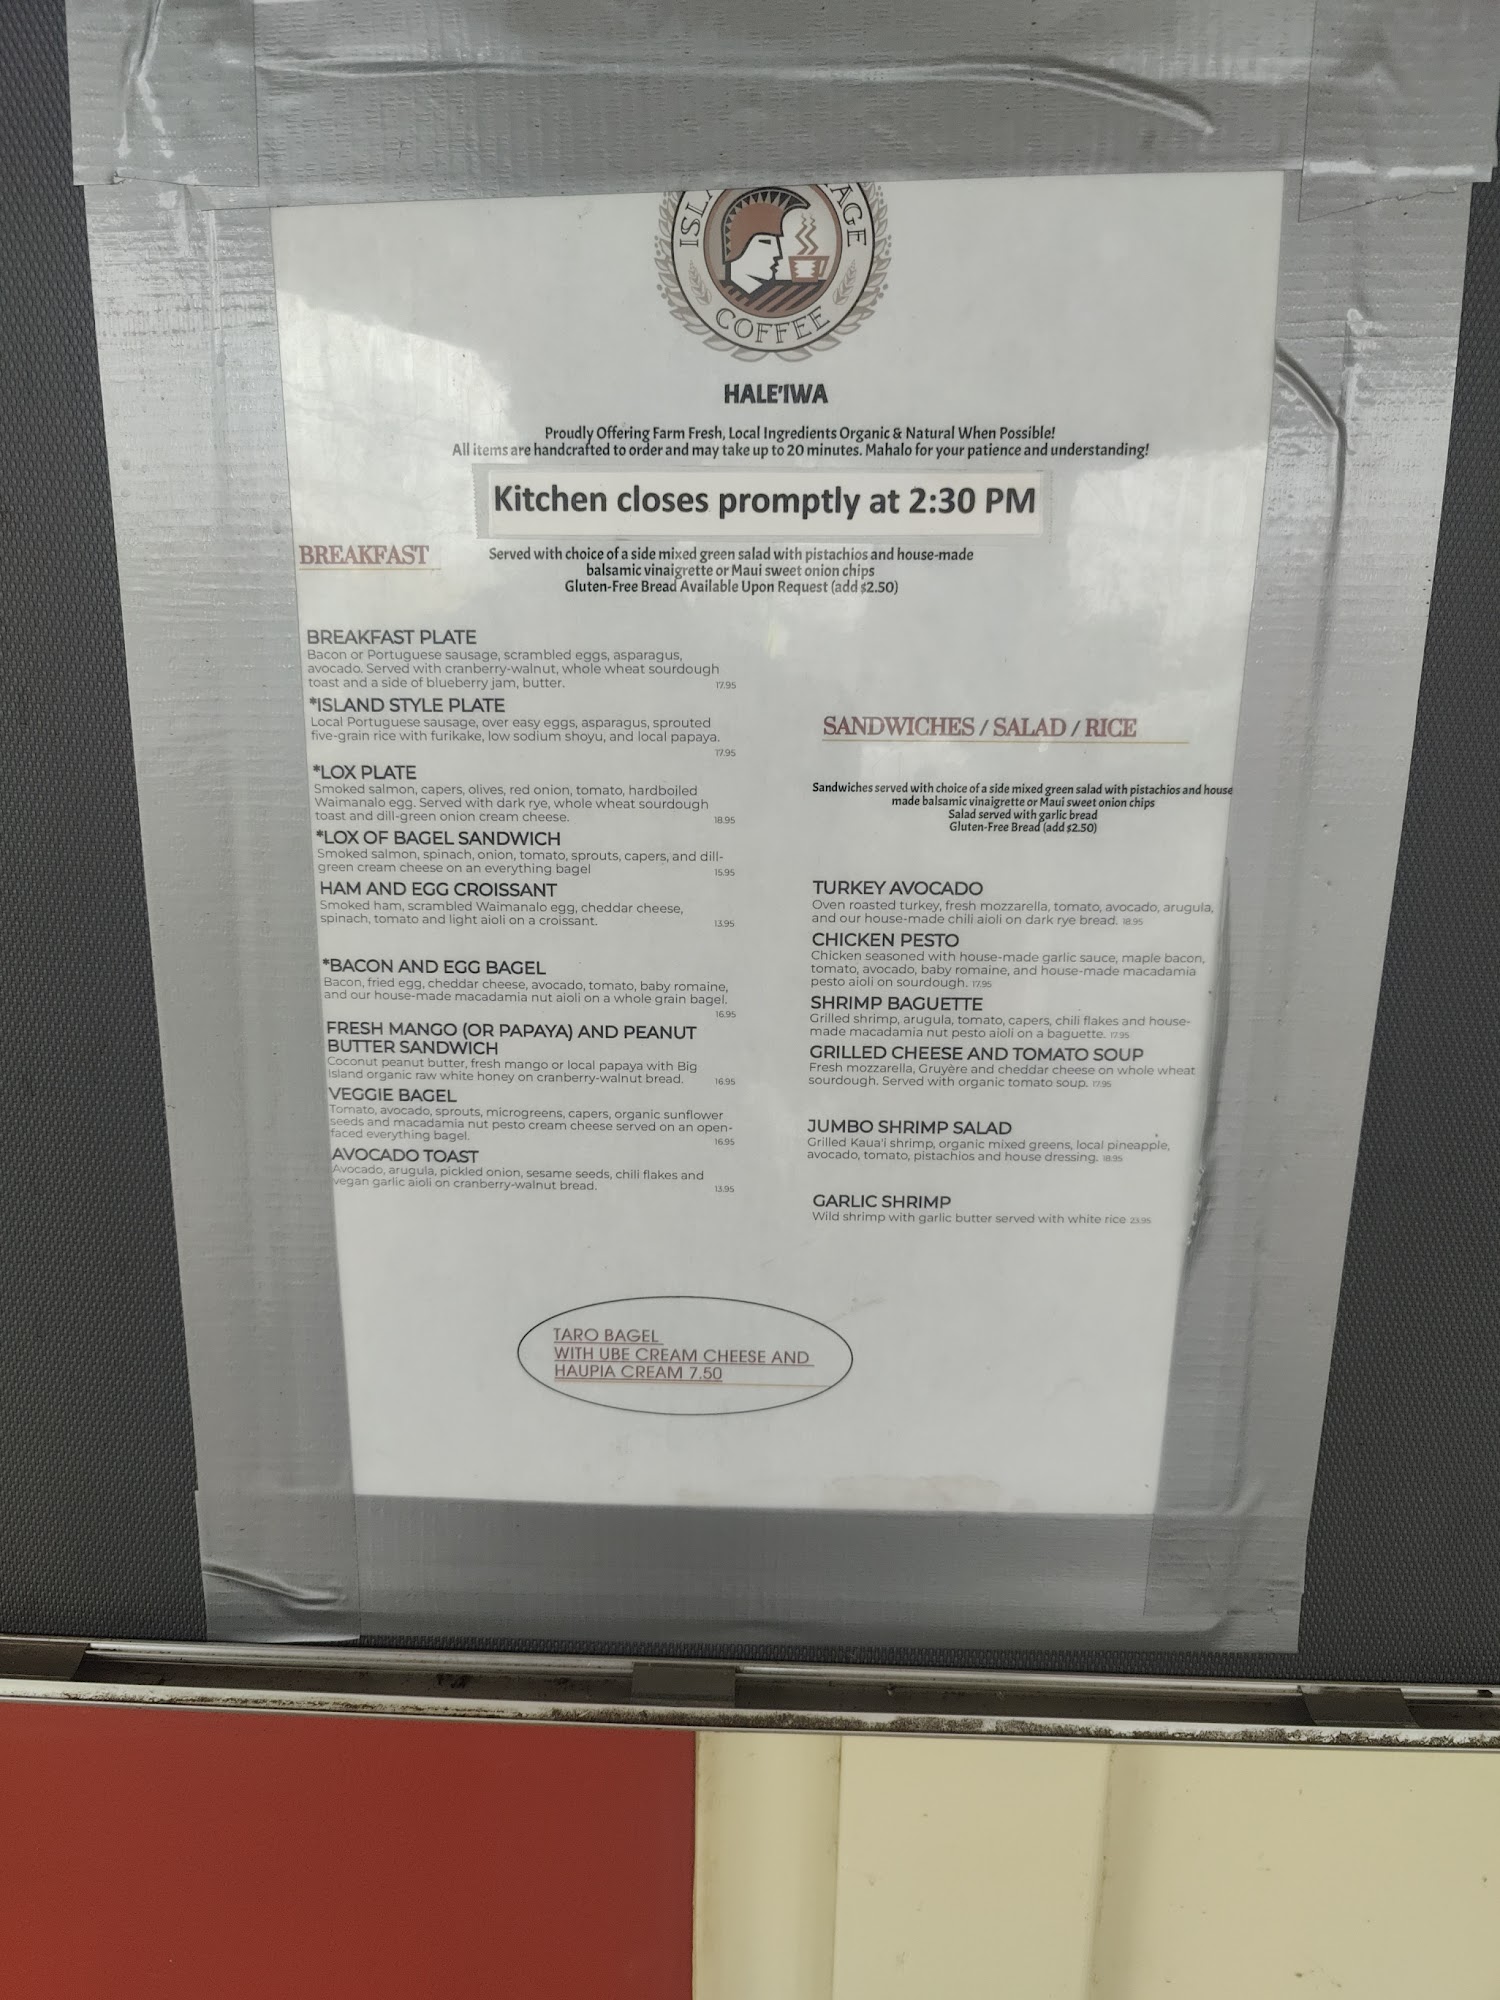 COFFEE
HALE'IWA
Proudly Offering Farm Fresh, Local Ingredients Organic & Natural When Possible!
All items are handcrafted to order and may take up to 20 minutes. Mahalo for your patience and understanding!
Kitchen closes promptly at 2:30 PM
BREAKFAST
Served with choice of a side mixed green salad with pistachios and house-made
balsamic vinaigrette or Maui sweet onion chips
Gluten-Free Bread Available Upon Request (add $2.50)
BREAKFAST PLATE
Bacon or Portuguese sausage, scrambled eggs, asparagus,
avocado. Served with cranberry-walnut, whole wheat sourdough
toast and a side of blueberry jam, butter. 17.95
*ISLAND STYLE PLATE
Local Portuguese sausage, over easy eggs, asparagus, sprouted
five-grain rice with furikake, low sodium shoyu, and local papaya.
17.95
*LOX PLATE
Smoked salmon, capers, olives, red onion, tomato, hardboiled
Waimanalo egg. Served with dark rye, whole wheat sourdough
toast and dill-green onion cream cheese. 18.95
*LOX OF BAGEL SANDWICH
Smoked salmon, spinach, onion, tomato, sprouts, capers, and dill-
green cream cheese on an everything bagel 15.95
HAM AND EGG CROISSANT
Smoked ham, scrambled Waimanalo egg, cheddar cheese,
spinach, tomato and light aioli on a croissant. 13.95
*BACON AND EGG BAGEL
Bacon, fried egg, cheddar cheese, avocado, tomato, baby romaine,
and our house-made macadamia nut aioli on a whole grain bagel.
16.95
FRESH MANGO (OR PAPAYA) AND PEANUT
BUTTER SANDWICH
Coconut peanut butter, fresh mango or local papaya with Big
Island organic raw white honey on cranberry-walnut bread. 16.95
VEGGIE BAGEL
Tomato, avocado, sprouts, microgreens, capers, organic sunflower
seeds and macadamia nut pesto cream cheese served on an open-
faced everything bagel. 16.95
AVOCADO TOAST
Avocado, arugula, pickled onion, sesame seeds, chili flakes and
vegan garlic aioli on cranberry-walnut bread. 13.95
SANDWICHES / SALAD / RICE
Sandwiches served with choice of a side mixed green salad with pistachios and house
made balsamic vinaigrette or Maui sweet onion chips
Salad served with garlic bread
Gluten-Free Bread (add $2.50)
TURKEY AVOCADO
Oven roasted turkey, fresh mozzarella, tomato, avocado, arugula,
and our house-made chili aioli on dark rye bread. 18.95
CHICKEN PESTO
Chicken seasoned with house-made garlic sauce, maple bacon,
tomato, avocado, baby romaine, and house-made macadamia
pesto aioli on sourdough. 17.95
SHRIMP BAGUETTE
Grilled shrimp, arugula, tomato, capers, chili flakes and house-
made macadamia nut pesto aioli on a baguette. 17.95
GRILLED CHEESE AND TOMATO SOUP
Fresh mozzarella, Gruyère and cheddar cheese on whole wheat
sourdough. Served with organic tomato soup. 17.95
JUMBO SHRIMP SALAD
Grilled Kaua'i shrimp, organic mixed greens, local pineapple,
avocado, tomato, pistachios and house dressing. 18.95
GARLIC SHRIMP
Wild shrimp with garlic butter served with white rice 23.95
TARO BAGEL
WITH UBE CREAM CHEESE AND
HAUPIA CREAM 7.50